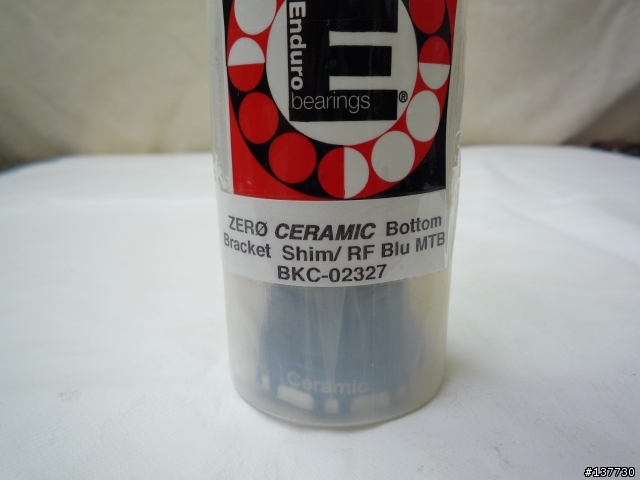 Enduro
bearings
E
®
ZERØ CERAMIC Bottom
Bracket Shim/ RF Blu MTB
BKC-02327
Ceramic
#137730